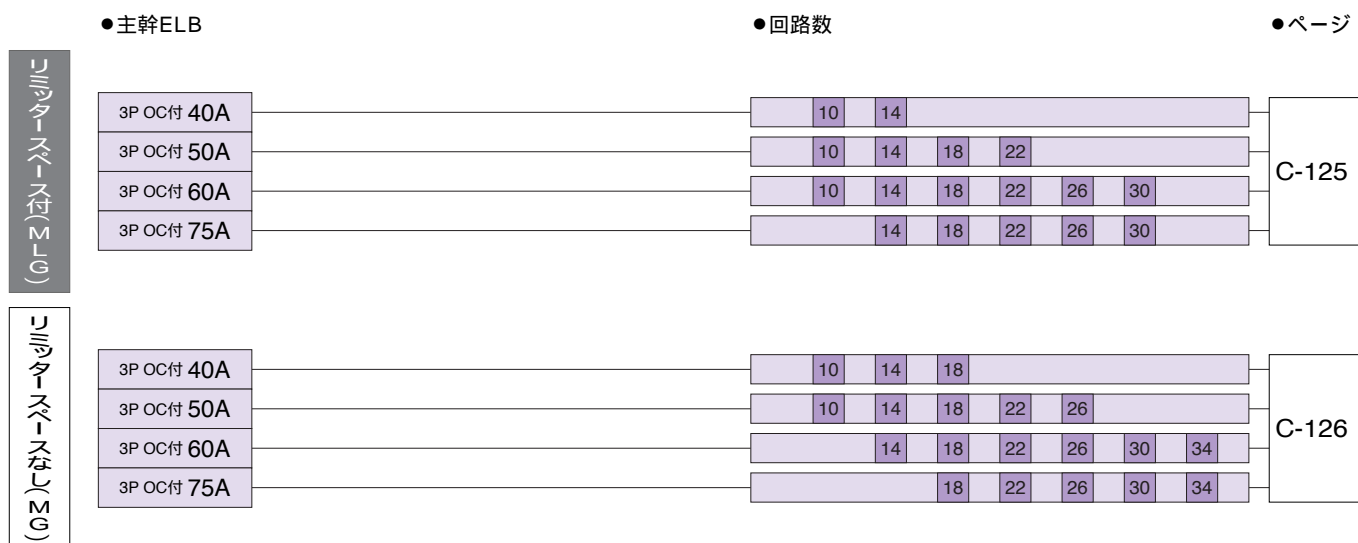 ●主幹ELB ●回路数 ●ページ
リミッタースペース付(MLG)
3P OC付 40A 10 14
3P OC付 50A 10 14 18 22
3P OC付 60A 10 14 18 22 26 30
3P OC付 75A 14 18 22 26 30
C-125
リミッタースペースなし(MG)
3P OC付 40A 10 14 18
3P OC付 50A 10 14 18 22 26
3P OC付 60A 14 18 22 26 30 34
3P OC付 75A 18 22 26 30 34
C-126